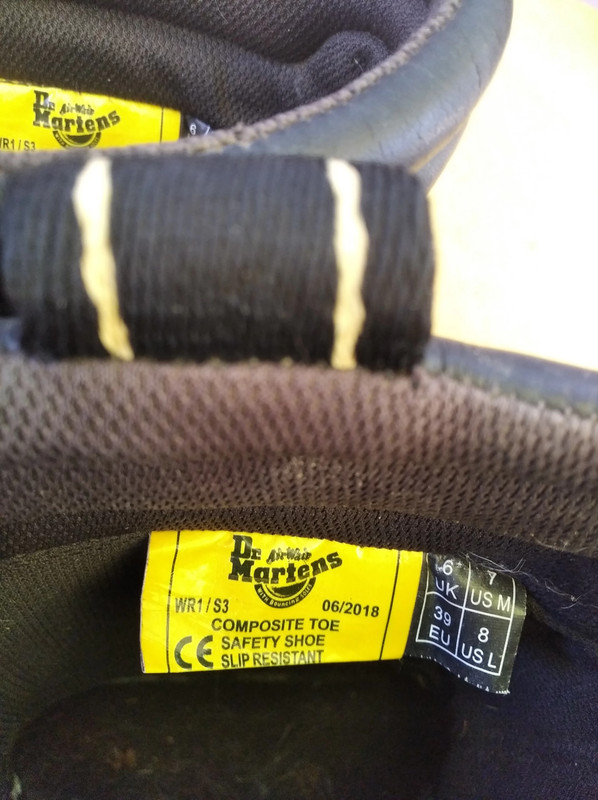 Dr. AirWair
Martens
WR1/S3
6
Dr. AirWair
Martens
WITH BOUNCING SOLES
WR1/S3 06/2018
COMPOSITE TOE
SAFETY SHOE
CE SLIP RESISTANT
6 7
UK US M
39 8
EU US L